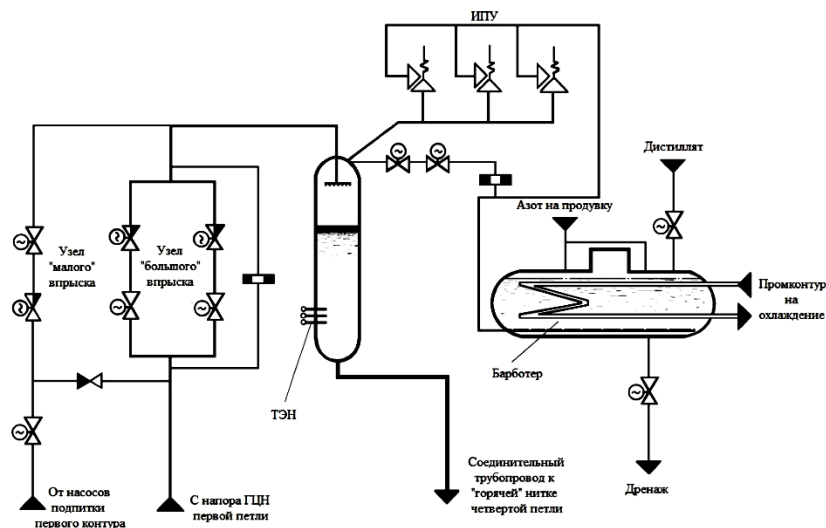 ИПУ
Дистиллят
Азот на продувку
Узел
"малого"
впрыска
Узел
"большого"
впрыска
Промконтур
на
охлаждение
Барботер
ТЭН
Соединительный
трубопровод к
"горячей" нитке
четвертой петли
Дренаж
От насосов
подпитки
первого контура
С напора ГЦН
первой петли